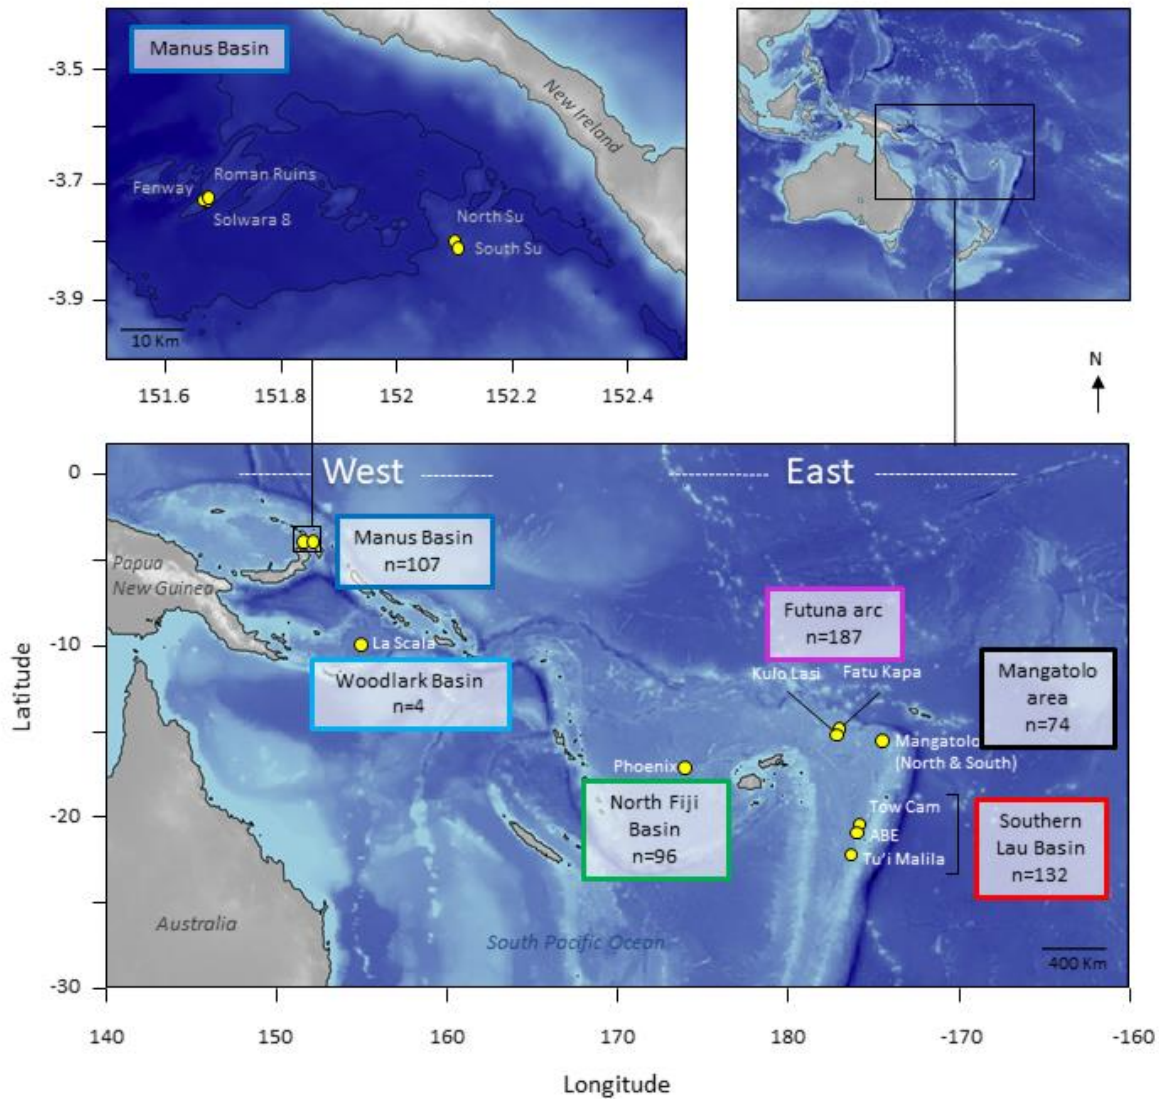 Manus Basin
New Ireland
Fenway
Roman Ruins
Solwara 8
North Su
South Su
10 Km
-3.5
-3.7
-3.9
151.6
151.8
152
152.2
152.4
N
West
East
Manus Basin
n=107
Papua
New Guinea
La Scala
Woodlark Basin
n=4
Futuna arc
n=187
Kulo Lasi
Fatu Kapa
Mangatolo
area
n=74
Mangatolo
(North & South)
Phoenix
North Fiji
Basin
n=96
Tow Cam
ABE
Tu'i Malila
Southern
Lau Basin
n=132
Australia
South Pacific Ocean
400 Km
0
-10
-20
-30
Latitude
140
150
160
170
180
-170
-160
Longitude